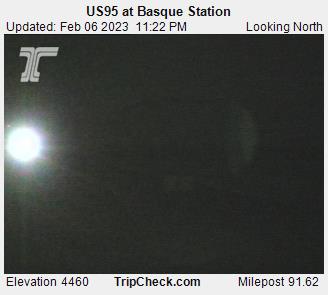 US95 at Basque Station
Updated: Feb 06 2023 11:22 PM Looking North
Elevation 4460 TripCheck.com Milepost 91.62